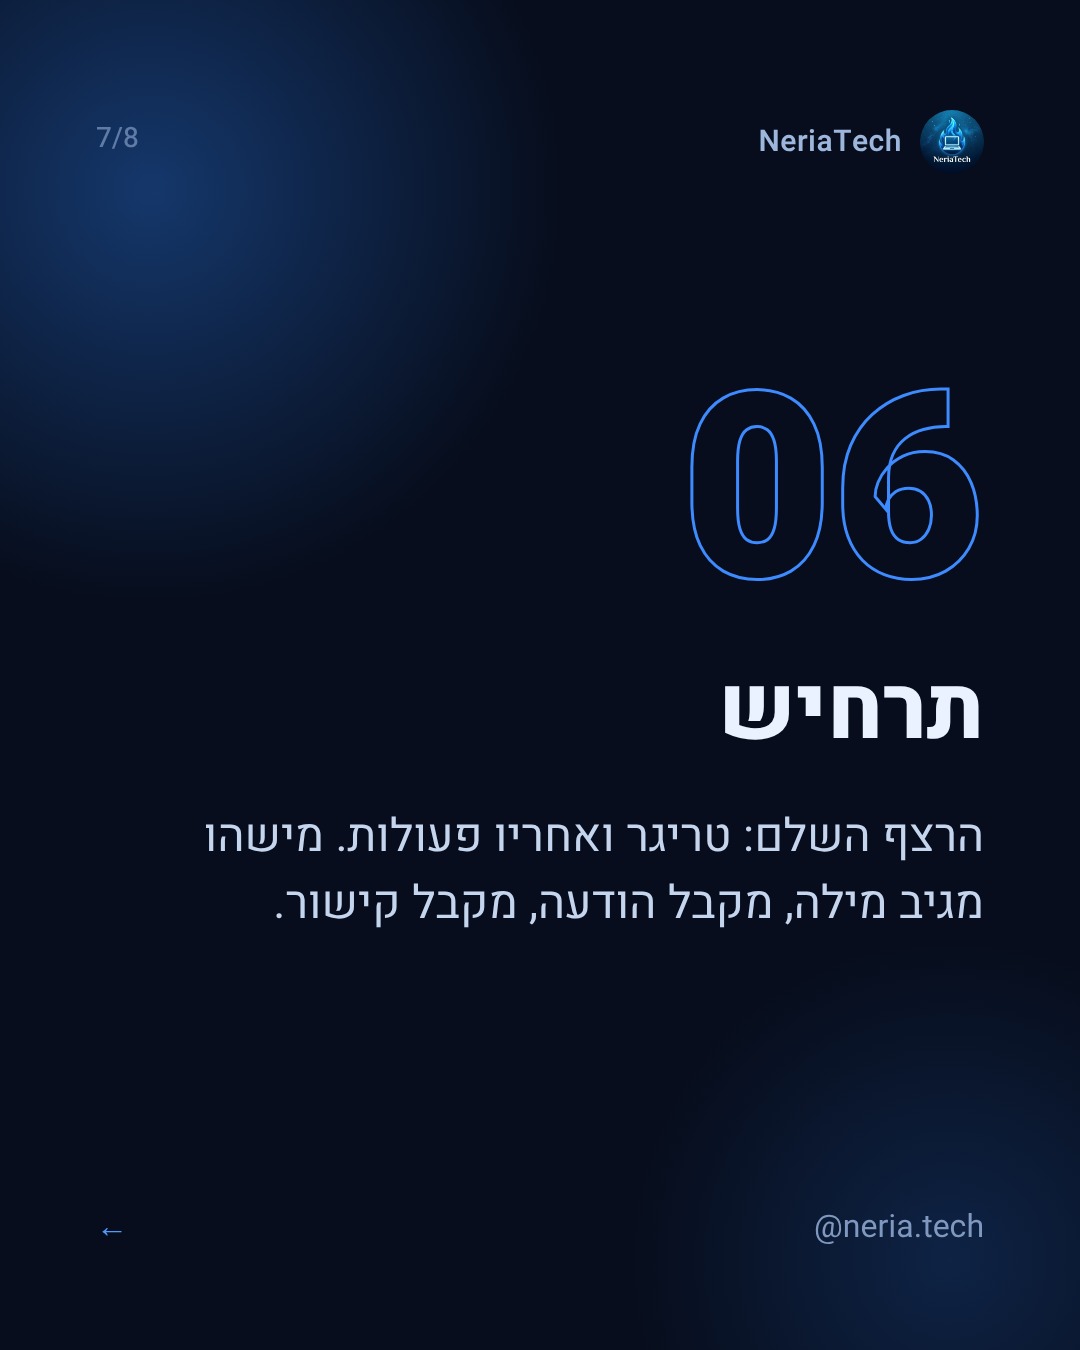 NeriaTech
NeriaTech
7/8
06
תרחיש
הרצף השלם: טריגר ואחריו פעולות. מישהו
מגיב מילה, מקבל הודעה, מקבל קישור.
@neria.tech
←